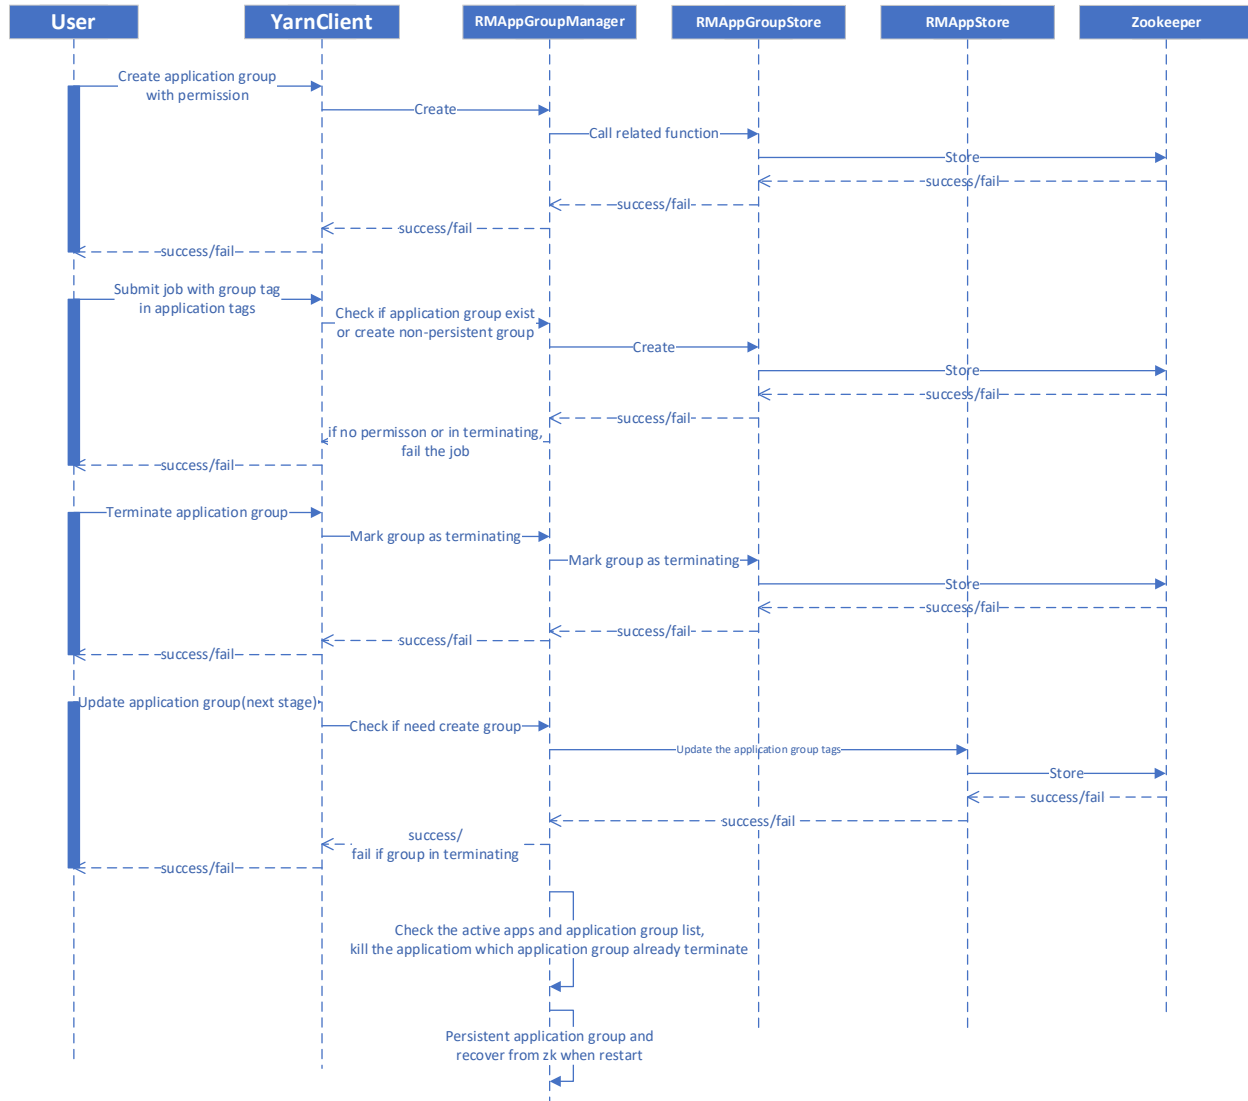 User
YarnClient
RMAppGroupManager
RMAppGroupStore
RMAppStore
Zookeeper
Create application group
with permission
Create
Call related function
Store
success/fail
success/fail
success/fail
success/fail
Submit job with group tag
in application tags
Check if application group exist
or create non-persistent group
Create
Store
success/fail
success/fail
if no permisson or in terminating,
fail the job
success/fail
Terminate application group
Mark group as terminating
Mark group as terminating
Store
success/fail
success/fail
success/fail
success/fail
Update application group(next stage)
Check if need create group
Update the application group tags
Store
success/fail
success/fail
success/
fail if group in terminating
success/fail
Check the active apps and application group list,
kill the applicatiom which application group already terminate
Persistent application group and
recover from zk when restart